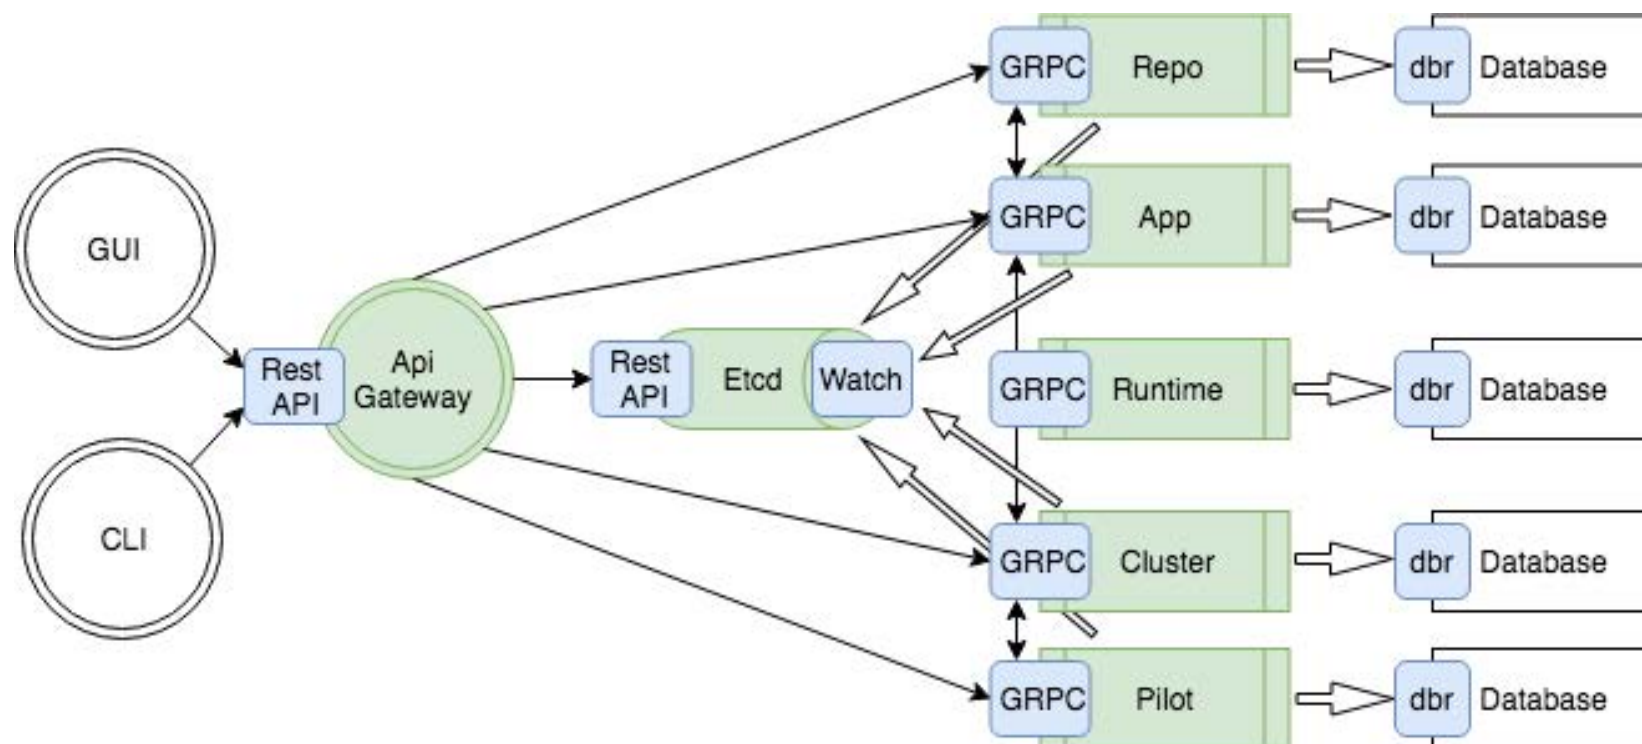 GRPC
Repo
dbr
Database
GUI
GRPC
App
dbr
Database
Rest
API
Api
Gateway
Rest
API
Etcd
Watch
GRPC
Runtime
dbr
Database
CLI
GRPC
Cluster
dbr
Database
GRPC
Pilot
dbr
Database